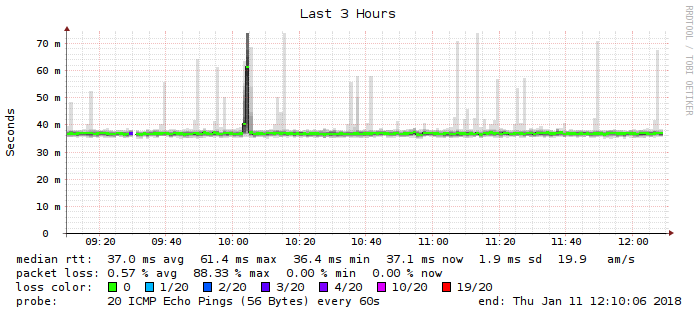 Last 3 Hours
RRDTOOL / TOBI OETIKER
Seconds
70 m
60 m
50 m
40 m
30 m
20 m
10 m
0
09:20 09:40 10:00 10:20 10:40 11:00 11:20 11:40 12:00
median rtt: 37.0 ms avg 61.4 ms max 36.4 ms min 37.1 ms now 1.9 ms sd 19.9 am/s
packet loss: 0.57 % avg 88.33 % max 0.00 % min 0.00 % now
loss color: 0 1/20 2/20 3/20 4/20 10/20 19/20
probe: 20 ICMP Echo Pings (56 Bytes) every 60s end: Thu Jan 11 12:10:06 2018